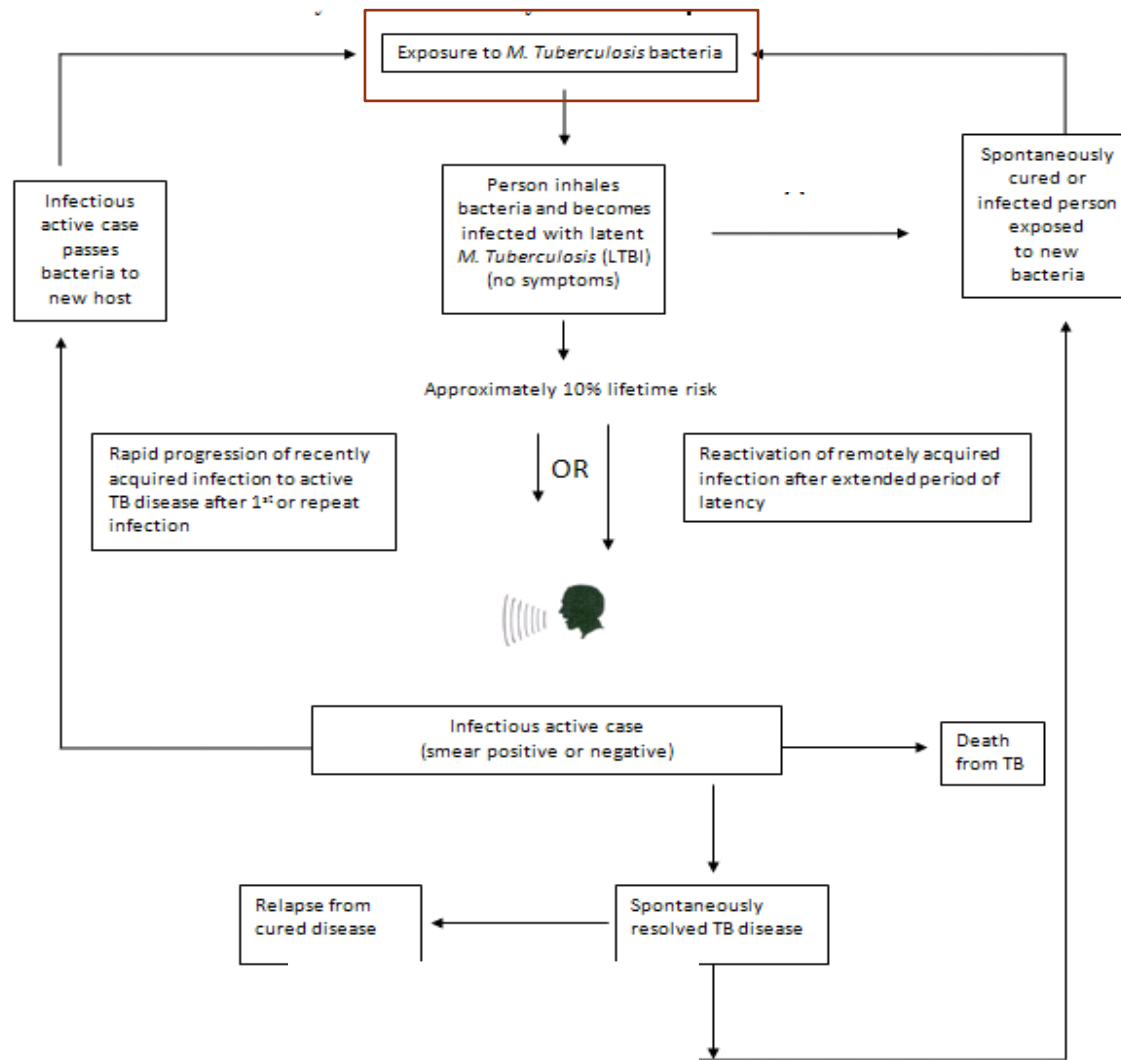 Exposure to M. Tuberculosis bacteria
Infectious
active case
passes
bacteria to
new host
Person inhales
bacteria and becomes
infected with latent
M. Tuberculosis (LTBI)
(no symptoms)
Spontaneously
cured or
infected person
exposed
to new
bacteria
Approximately 10% lifetime risk
Rapid progression of recently
acquired infection to active
TB disease after 1st or repeat
infection
OR
Reactivation of remotely acquired
infection after extended period of
latency
Infectious active case
(smear positive or negative)
Death
from TB
Relapse from
cured disease
Spontaneously
resolved TB disease